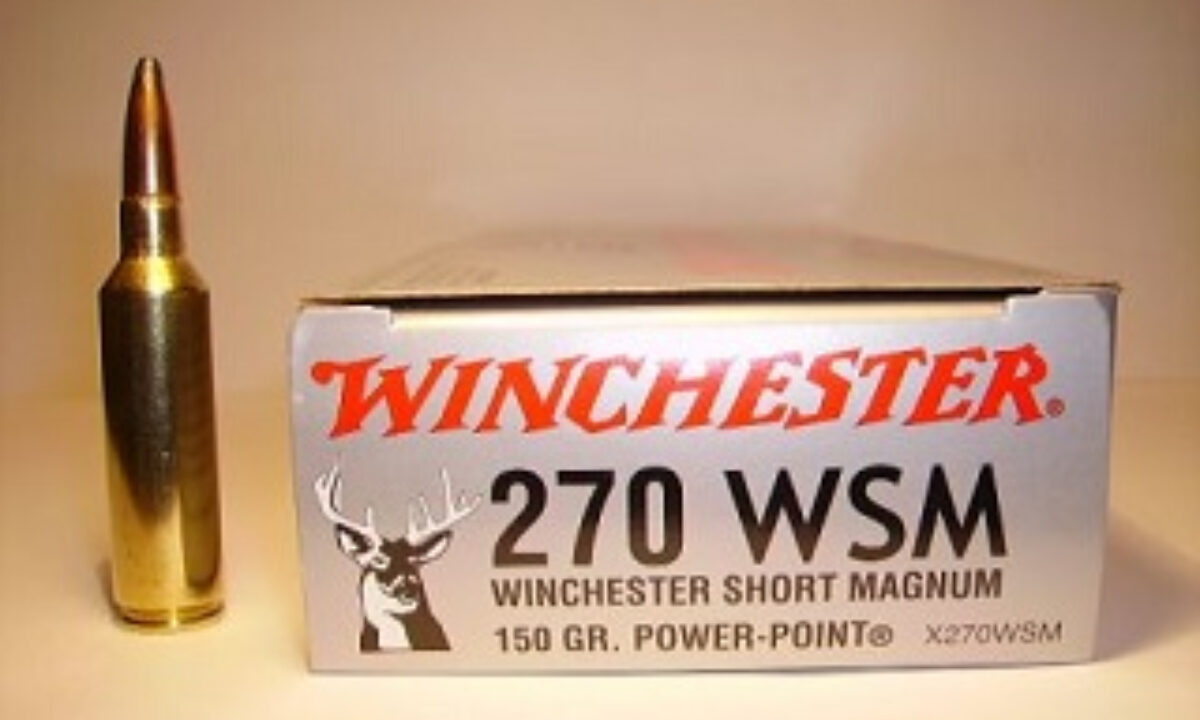 WINCHESTER®
270 WSM
WINCHESTER SHORT MAGNUM
150 GR. POWER-POINT® X270WSM